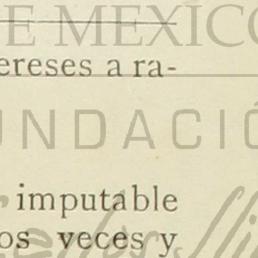 E MEXICO
ereses a ra-
UNDACIÓ
imputable
os veces y